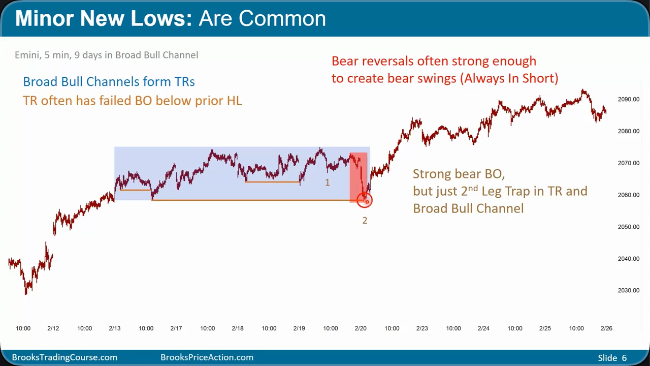 Minor New Lows: Are Common
Emini, 5 min, 9 days in Broad Bull Channel
Bear reversals often strong enough
to create bear swings (Always In Short)
Broad Bull Channels form TRs
TR often has failed BO below prior HL
2090.00
2080.00
2070.00
2060.00
2050.00
2040.00
2030.00
1
2
Strong bear BO,
but just 2nd Leg Trap in TR and
Broad Bull Channel
10:00 2/12 10:00 2/13 10:00 2/17 10:00 2/18 10:00 2/19 10:00 2/20 10:00 2/23 10:00 2/24 10:00 2/25 10:00 2/26
BrooksTradingCourse.com BrooksPriceAction.com Slide 6